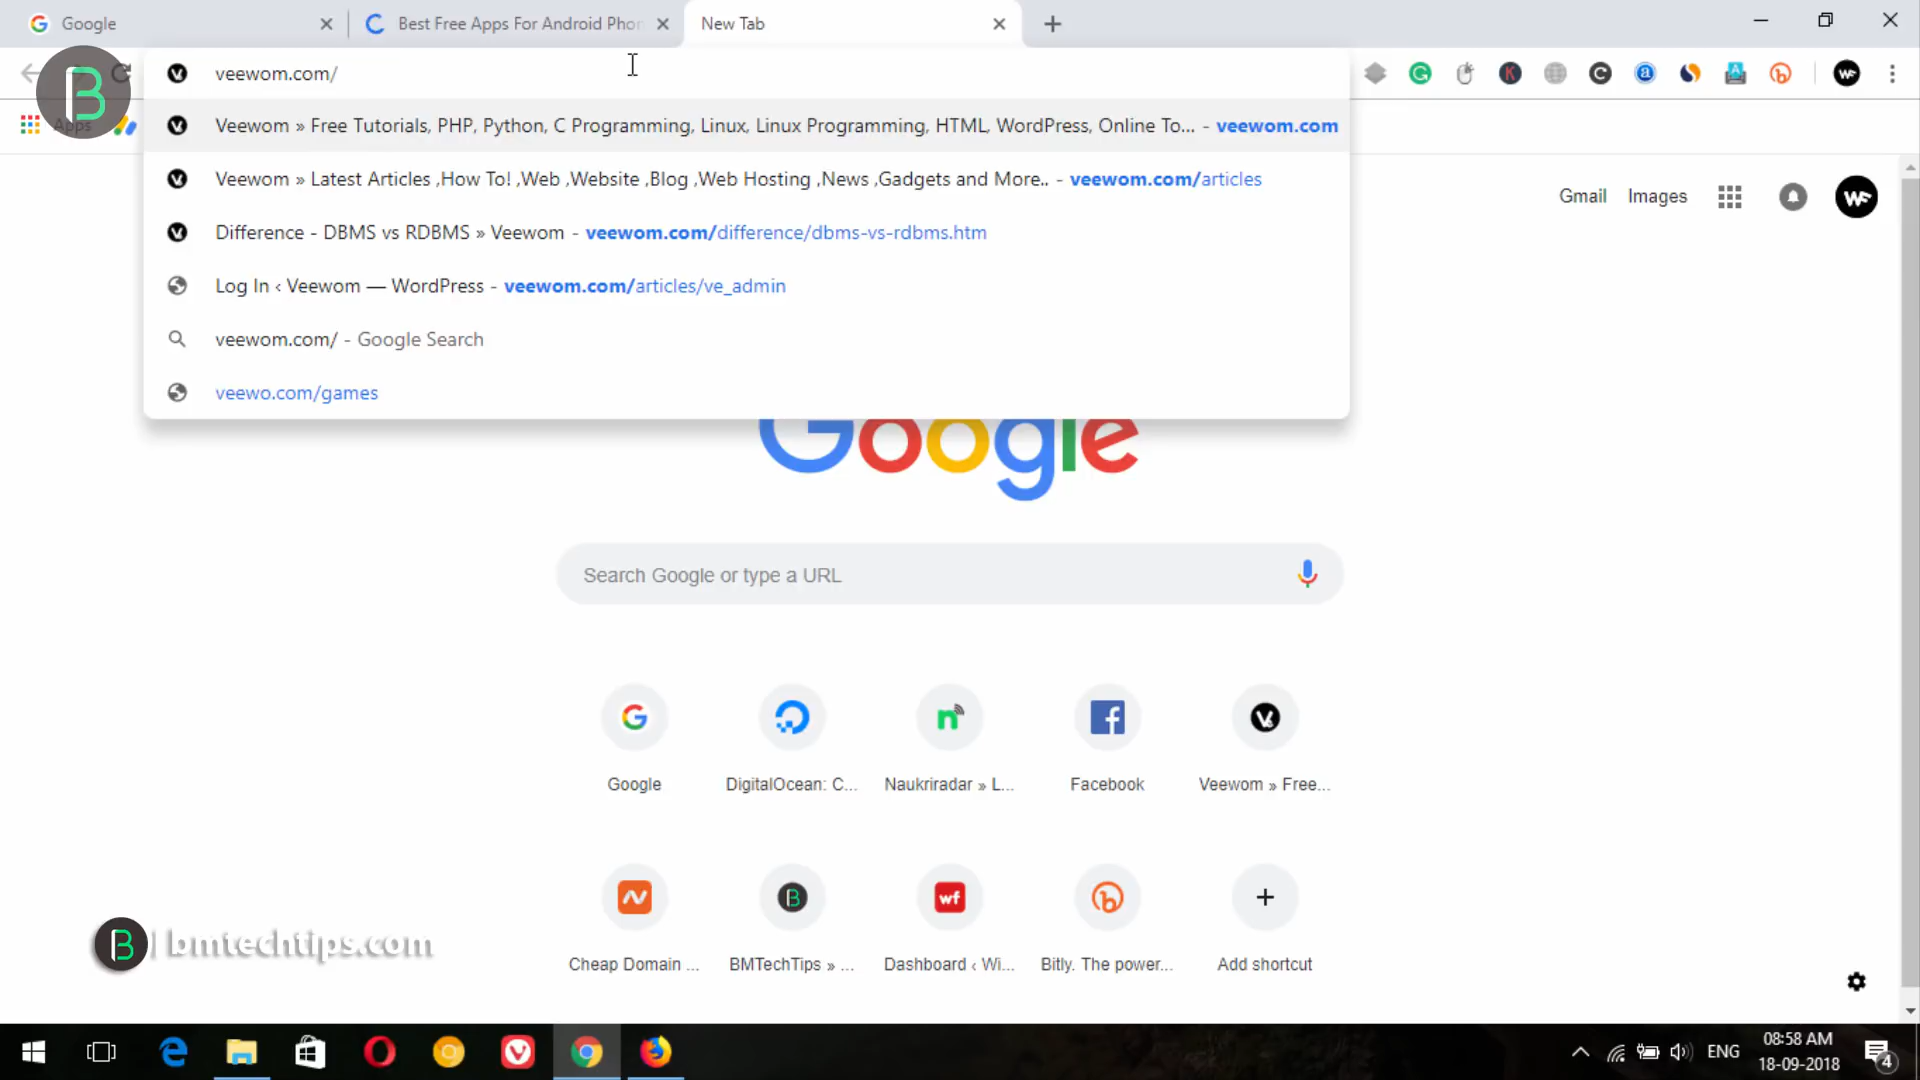 Google
Best Free Apps For Android Phon
New Tab
veewom.com/
Apps
Veewom » Free Tutorials, PHP, Python, C Programming, Linux, Linux Programming, HTML, WordPress, Online To... - veewom.com
Veewom » Latest Articles ,How To! ,Web ,Website ,Blog ,Web Hosting ,News ,Gadgets and More.. - veewom.com/articles
Difference - DBMS vs RDBMS » Veewom - veewom.com/difference/dbms-vs-rdbms.htm
Log In ‹ Veewom — WordPress - veewom.com/articles/ve_admin
veewom.com/ - Google Search
veewo.com/games
Gmail Images
Google
Search Google or type a URL
Google
DigitalOcean: C...
Naukriradar » L...
Facebook
Veewom » Free...
Cheap Domain ...
BMTechTips » ...
Dashboard ‹ Wi...
Bitly. The power...
Add shortcut
bmtechtips.com
ENG
08:58 AM
18-09-2018
4